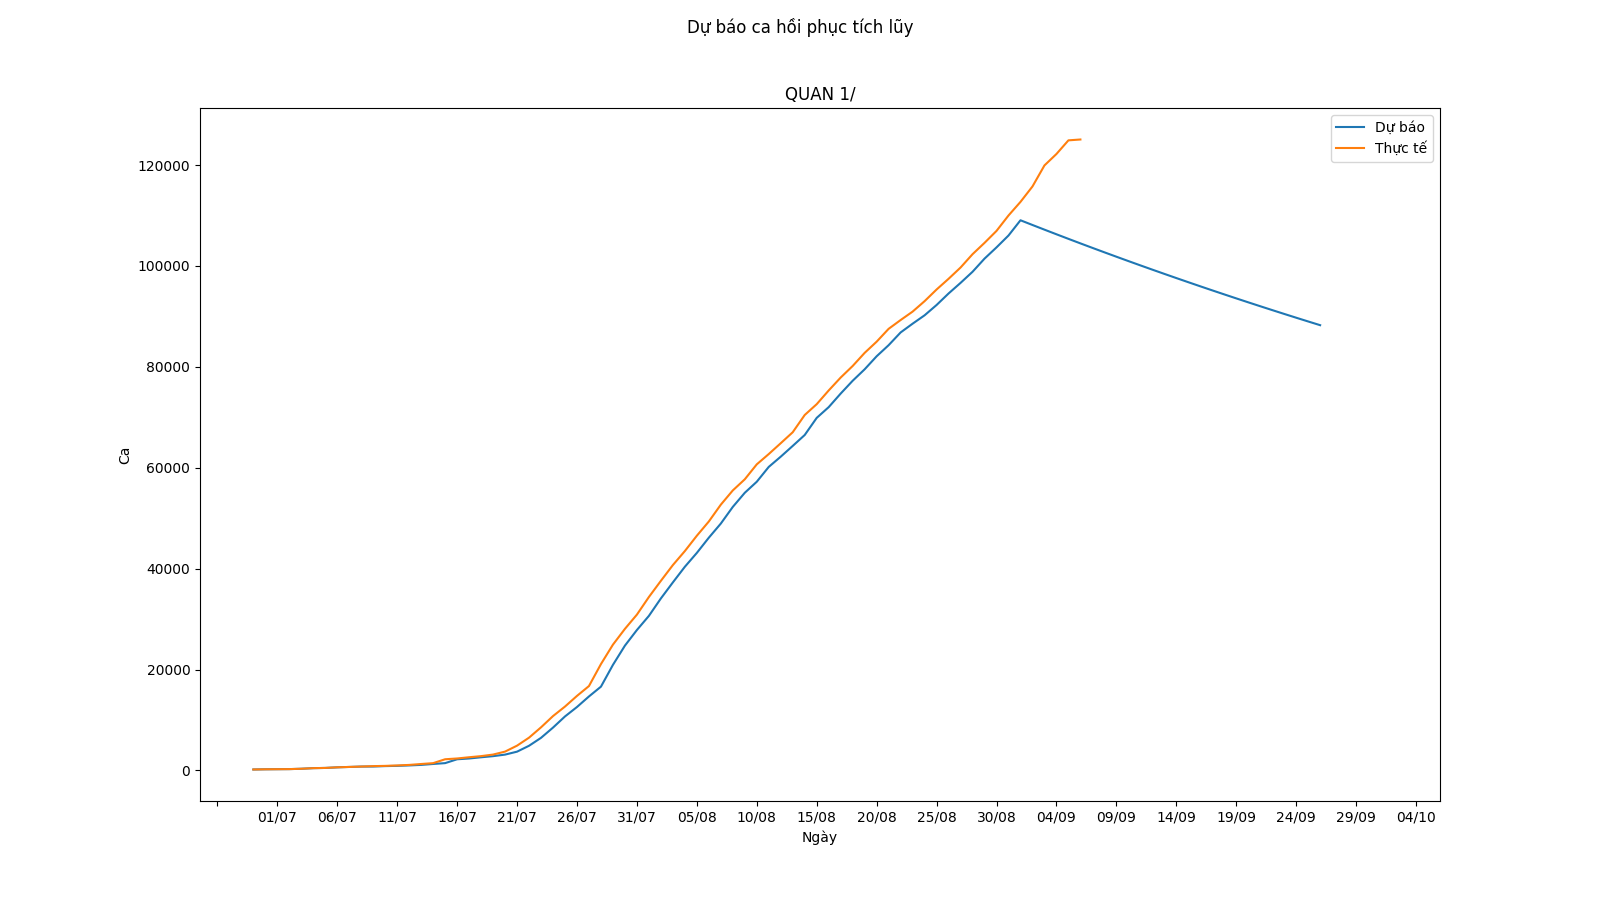 Dự báo ca hồi phục tích lũy
QUAN 1/
Dự báo
Thực tế
120000
100000
80000
60000
40000
20000
0
Ca
01/07 06/07 11/07 16/07 21/07 26/07 31/07 05/08 10/08 15/08 20/08 25/08 30/08 04/09 09/09 14/09 19/09 24/09 29/09 04/10
Ngày